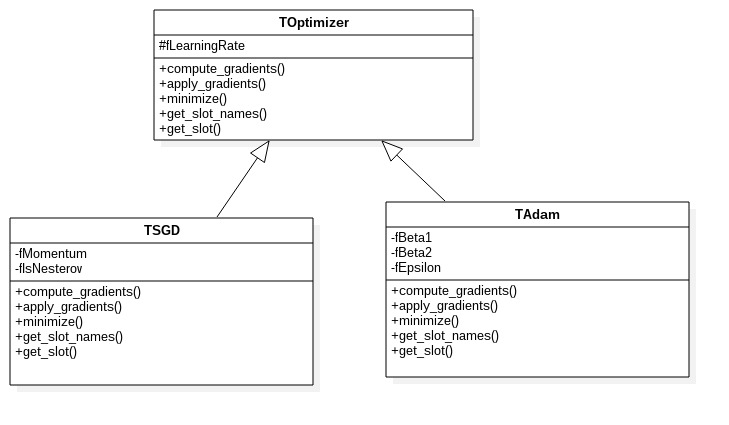 TOptimizer
#fLearningRate
+compute_gradients()
+apply_gradients()
+minimize()
+get_slot_names()
+get_slot()
TSGD
-fMomentum
-fIsNesterow
+compute_gradients()
+apply_gradients()
+minimize()
+get_slot_names()
+get_slot()
TAdam
-fBeta1
-fBeta2
-fEpsilon
+compute_gradients()
+apply_gradients()
+minimize()
+get_slot_names()
+get_slot()